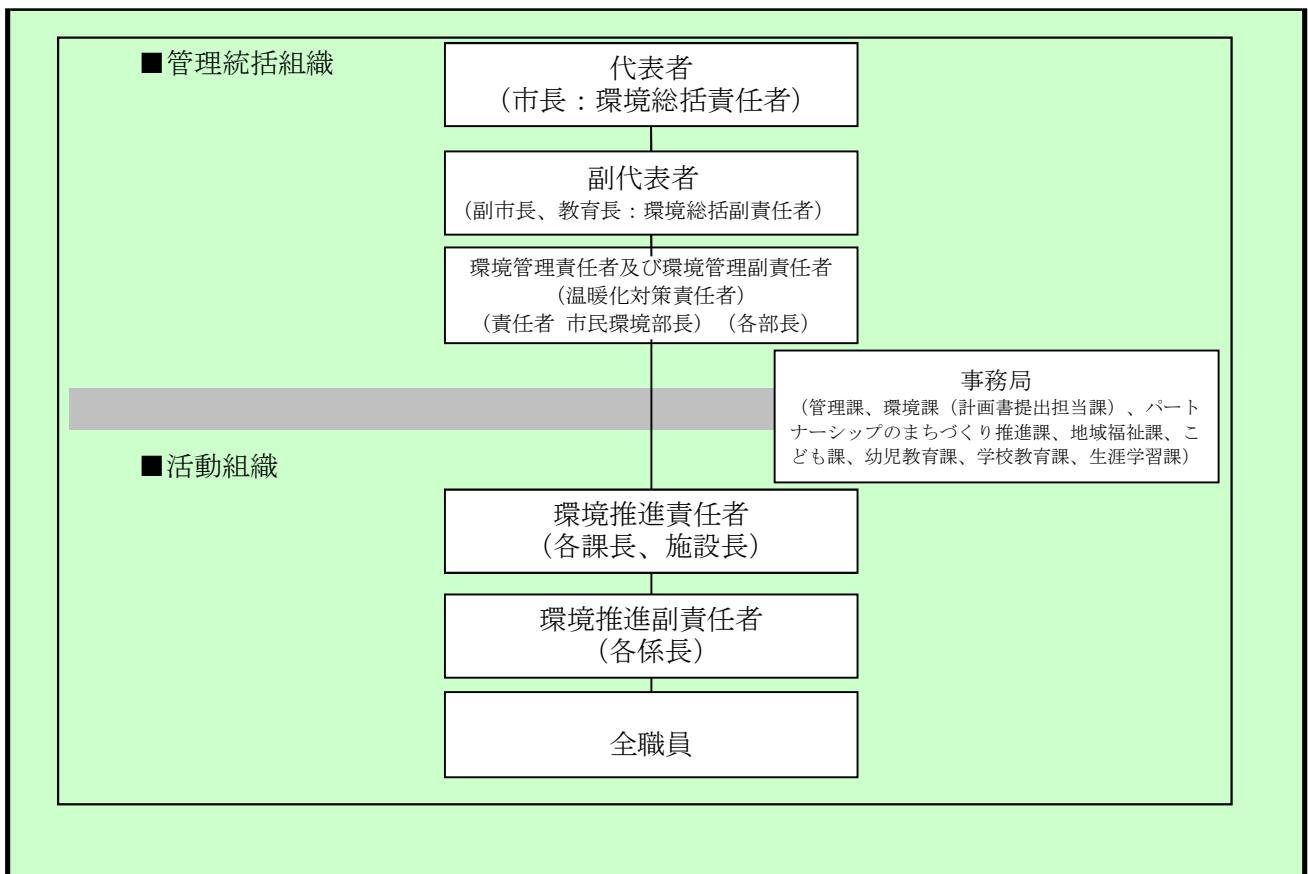 ■管理統括組織
代表者
（市長：環境総括責任者）
副代表者
（副市長、教育長：環境総括副責任者）
環境管理責任者及び環境管理副責任者
（温暖化対策責任者）
（責任者 市民環境部長）（各部長）
事務局
（管理課、環境課（計画書提出担当課）、パート
ナーシップのまちづくり推進課、地域福祉課、こ
ども課、幼児教育課、学校教育課、生涯学習課）
■活動組織
環境推進責任者
（各課長、施設長）
環境推進副責任者
（各係長）
全職員